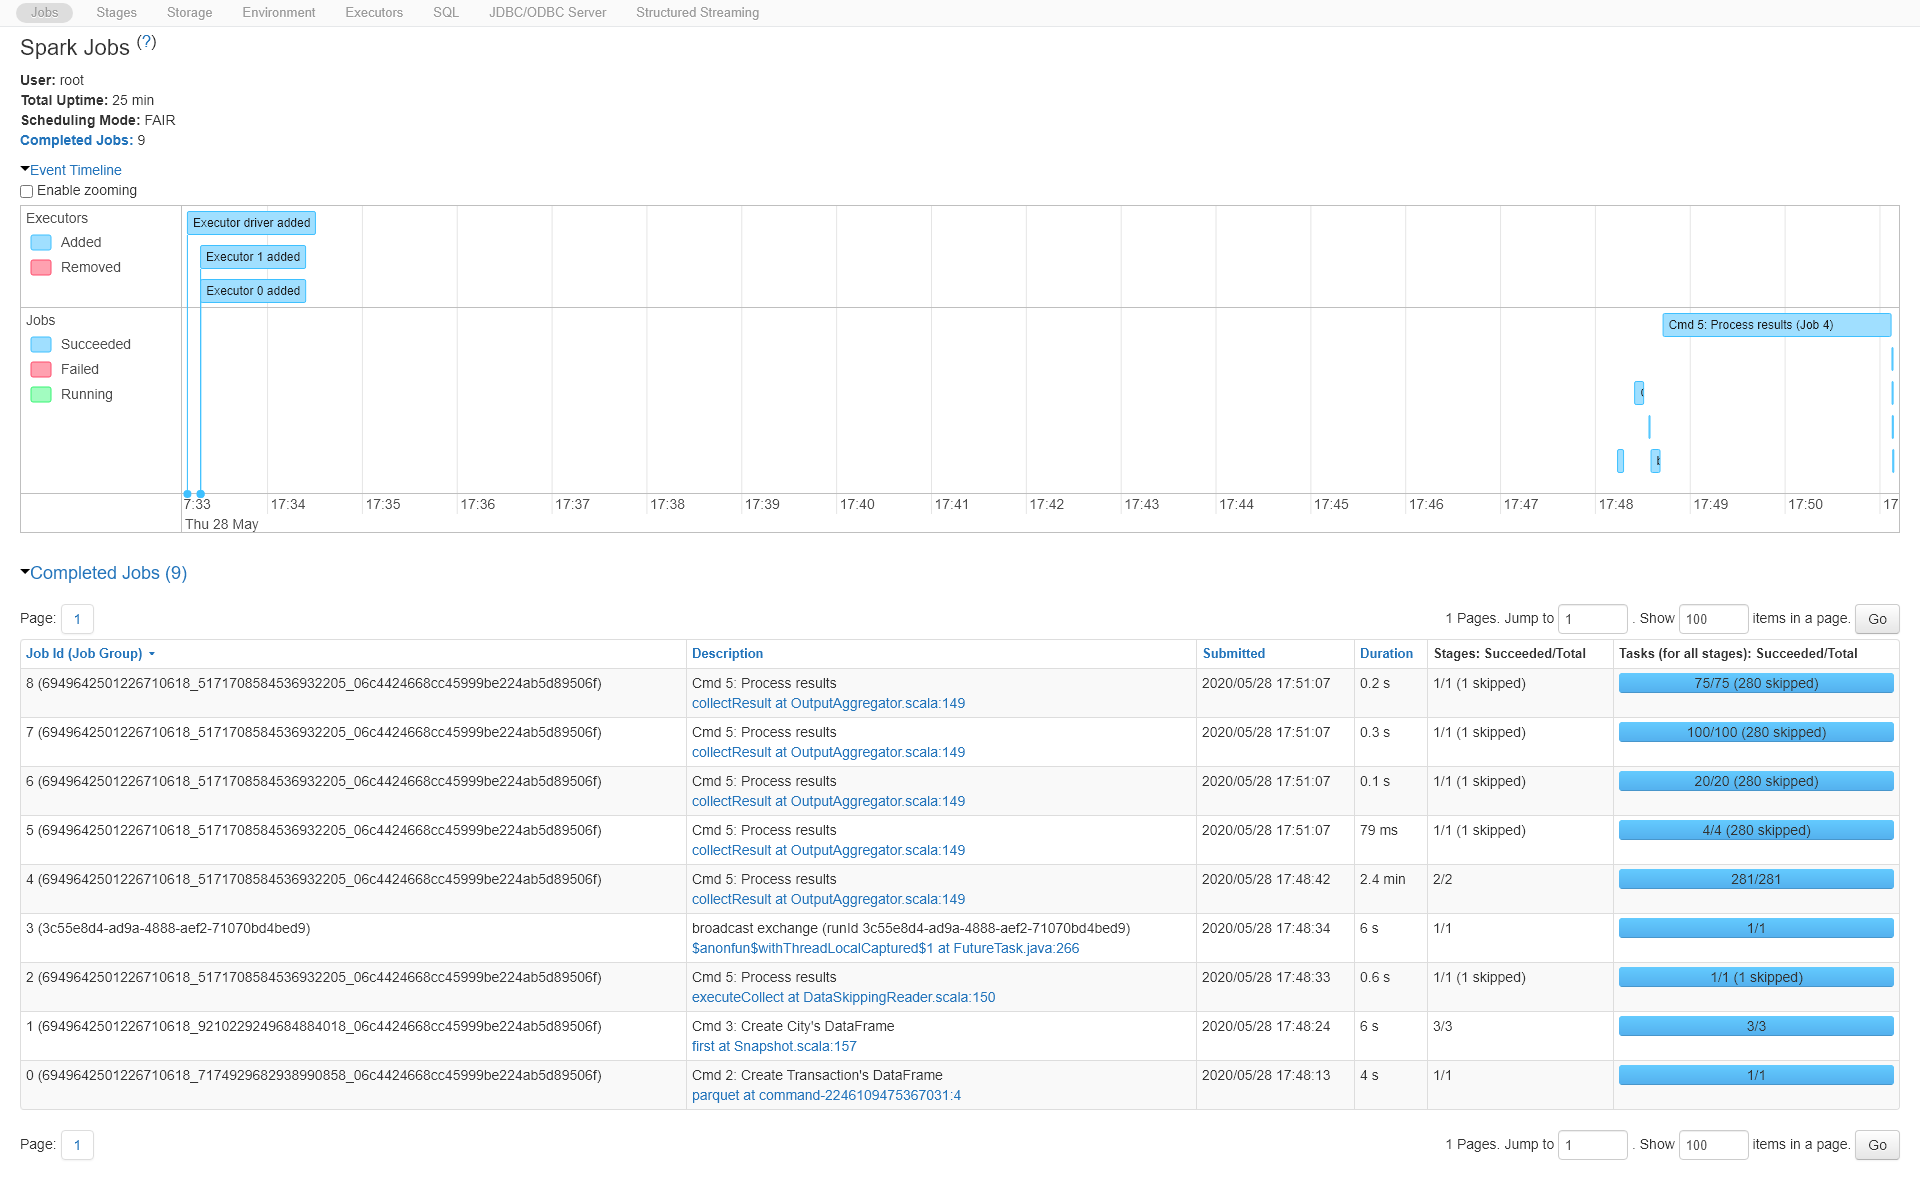 Jobs Stages Storage Environment Executors SQL JDBC/ODBC Server Structured Streaming
Spark Jobs (?)
User: root
Total Uptime: 25 min
Scheduling Mode: FAIR
Completed Jobs: 9
Event Timeline
Enable zooming
Executors
Added
Removed
Executor driver added
Executor 1 added
Executor 0 added
Jobs
Succeeded
Failed
Running
Cmd 5: Process results (Job 4)
7:33 17:34 17:35 17:36 17:37 17:38 17:39 17:40 17:41 17:42 17:43 17:44 17:45 17:46 17:47 17:48 17:49 17:50 17
Thu 28 May
Completed Jobs (9)
Page: 1 1 Pages. Jump to 1 . Show 100 items in a page. Go
Job Id (Job Group) Description Submitted Duration Stages: Succeeded/Total Tasks (for all stages): Succeeded/Total
8 (6949642501226710618_5171708584536932205_06c4424668cc45999be224ab5d89506f) Cmd 5: Process results 2020/05/28 17:51:07 0.2 s 1/1 (1 skipped) 75/75 (280 skipped)
collectResult at OutputAggregator.scala:149
7 (6949642501226710618_5171708584536932205_06c4424668cc45999be224ab5d89506f) Cmd 5: Process results 2020/05/28 17:51:07 0.3 s 1/1 (1 skipped) 100/100 (280 skipped)
collectResult at OutputAggregator.scala:149
6 (6949642501226710618_5171708584536932205_06c4424668cc45999be224ab5d89506f) Cmd 5: Process results 2020/05/28 17:51:07 0.1 s 1/1 (1 skipped) 20/20 (280 skipped)
collectResult at OutputAggregator.scala:149
5 (6949642501226710618_5171708584536932205_06c4424668cc45999be224ab5d89506f) Cmd 5: Process results 2020/05/28 17:51:07 79 ms 1/1 (1 skipped) 4/4 (280 skipped)
collectResult at OutputAggregator.scala:149
4 (6949642501226710618_5171708584536932205_06c4424668cc45999be224ab5d89506f) Cmd 5: Process results 2020/05/28 17:48:42 2.4 min 2/2 281/281
collectResult at OutputAggregator.scala:149
3 (3c55e8d4-ad9a-4888-aef2-71070bd4bed9) broadcast exchange (runId 3c55e8d4-ad9a-4888-aef2-71070bd4bed9) 2020/05/28 17:48:34 6 s 1/1 1/1
$anonfun$withThreadLocalCaptured$1 at FutureTask.java:266
2 (6949642501226710618_5171708584536932205_06c4424668cc45999be224ab5d89506f) Cmd 5: Process results 2020/05/28 17:48:33 0.6 s 1/1 (1 skipped) 1/1 (1 skipped)
executeCollect at DataSkippingReader.scala:150
1 (6949642501226710618_9210229249684884018_06c4424668cc45999be224ab5d89506f) Cmd 3: Create City's DataFrame 2020/05/28 17:48:24 6 s 3/3 3/3
first at Snapshot.scala:157
0 (6949642501226710618_7174929682938990858_06c4424668cc45999be224ab5d89506f) Cmd 2: Create Transaction's DataFrame 2020/05/28 17:48:13 4 s 1/1 1/1
parquet at command-2246109475367031:4
Page: 1 1 Pages. Jump to 1 . Show 100 items in a page. Go